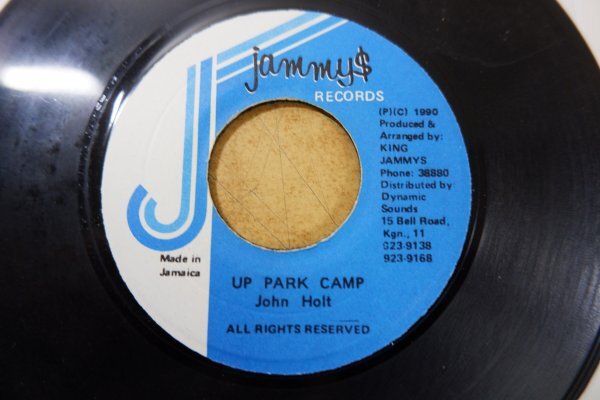 jammy$
RECORDS
(P)(C) 1990
Produced &
Arranged by:
KING
JAMMYS
Phone: 38880
Distributed by:
Dynamic
Sounds
15 Bell Road,
Kgn., 11
923-9138
923-9168
Made in
Jamaica
UP PARK CAMP
John Holt
ALL RIGHTS RESERVED